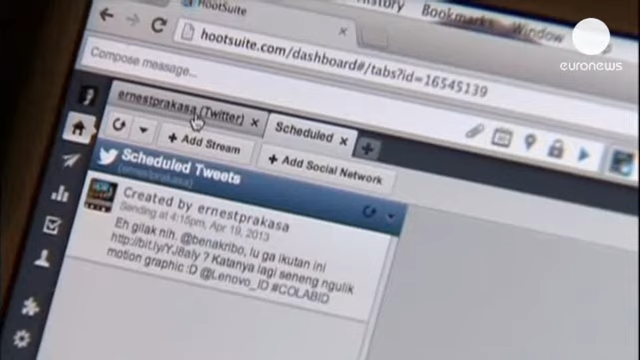 HootSuite
History Bookmarks Window
hootsuite.com/dashboard#/tabs?id=16545139
euronews
Compose message...
ernestprakasa (Twitter)
Scheduled
Add Stream
Add Social Network
Scheduled Tweets
(ernestprakasa)
Created by ernestprakasa
Sending at 4:15pm, Apr 19, 2013
Eh gilak nih. @benakribo, lu ga ikutan ini
http://bit.ly/YJ8aIy ? Katanya lagi seneng ngulik
motion graphic :D @Lenovo_ID #COLABID